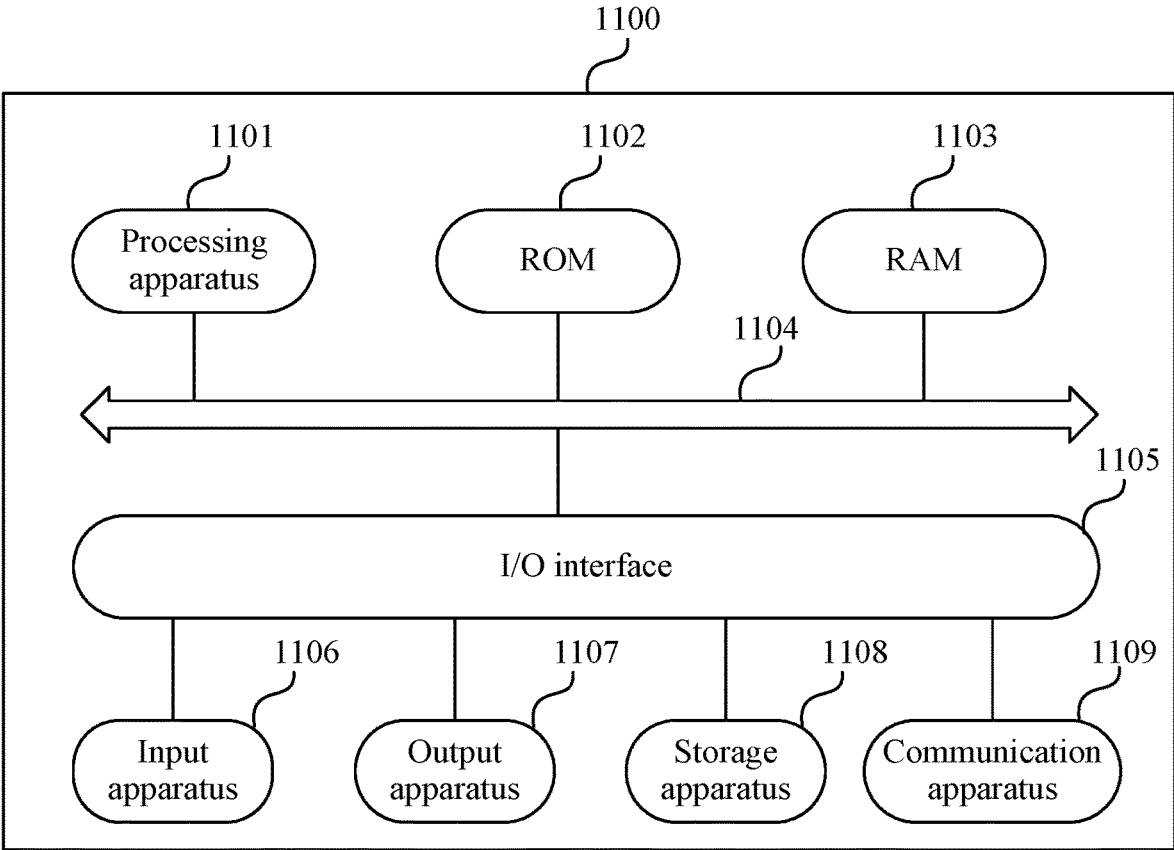 1100
1101
1102
1103
Processing
apparatus
ROM
RAM
1104
1105
I/O interface
1106
1107
1108
1109
Input
apparatus
Output
apparatus
Storage
apparatus
Communication
apparatus